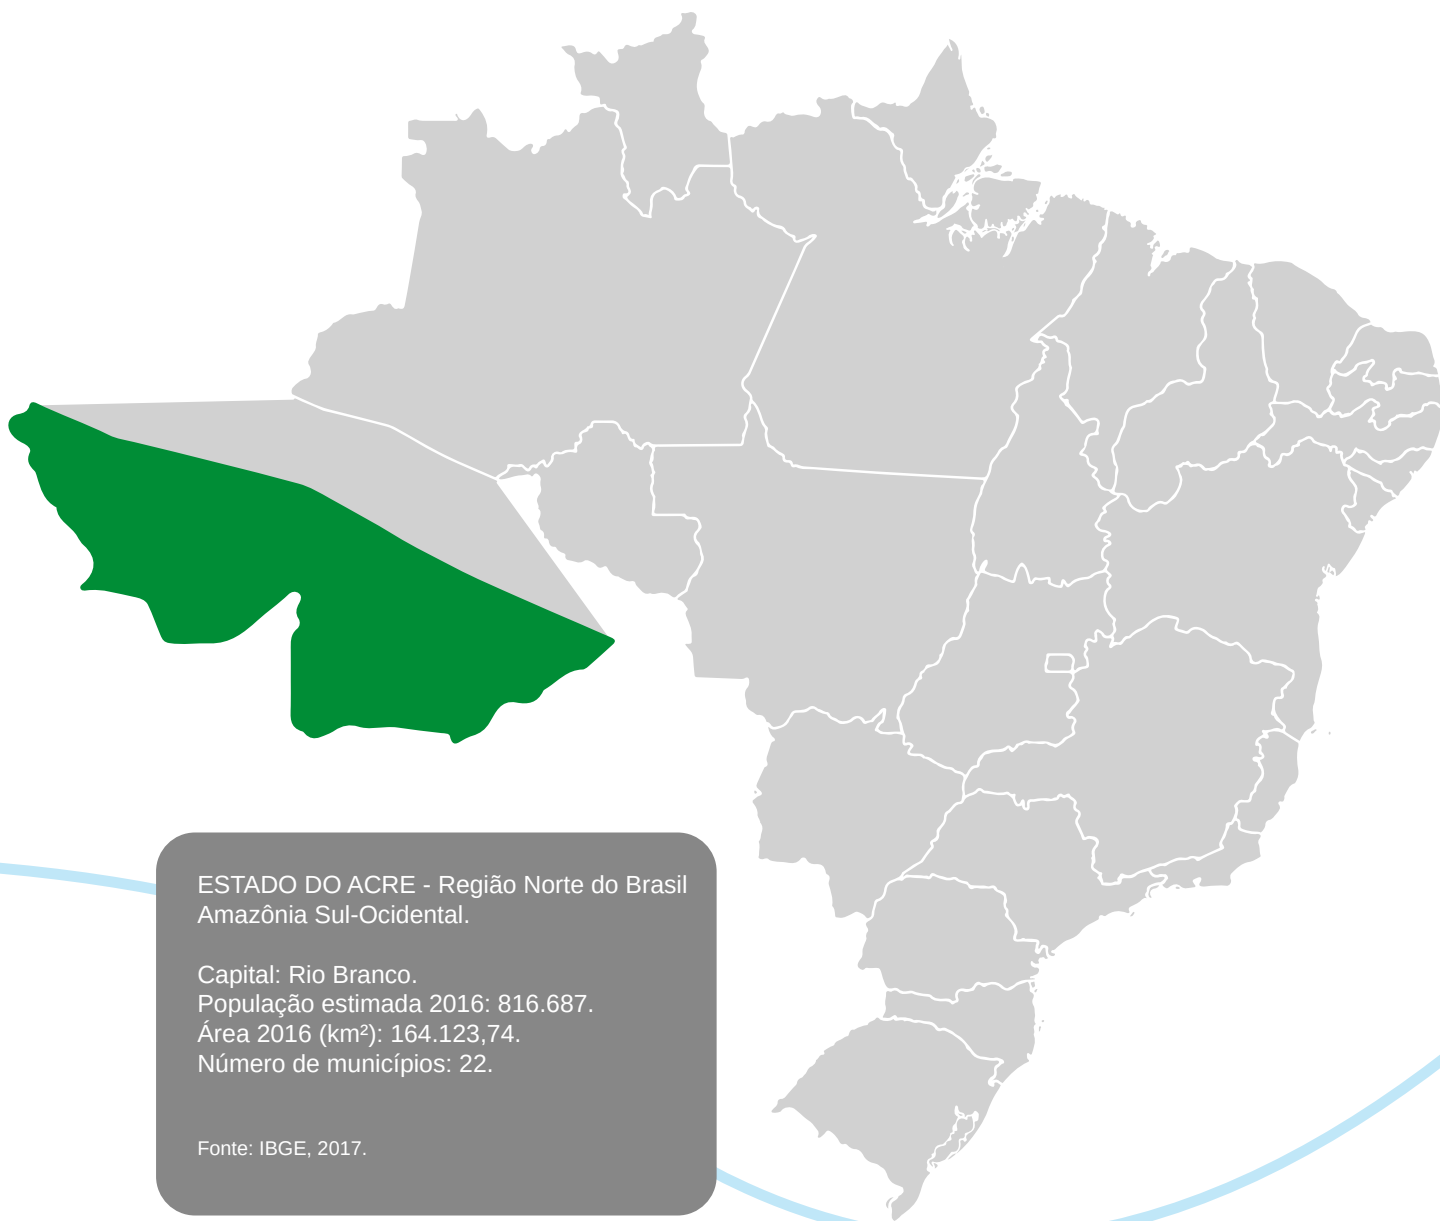 ESTADO DO ACRE - Região Norte do Brasil
Amazônia Sul-Ocidental.
Capital: Rio Branco.
População estimada 2016: 816.687.
Área 2016 (km²): 164.123,74.
Número de municípios: 22.
Fonte: IBGE, 2017.